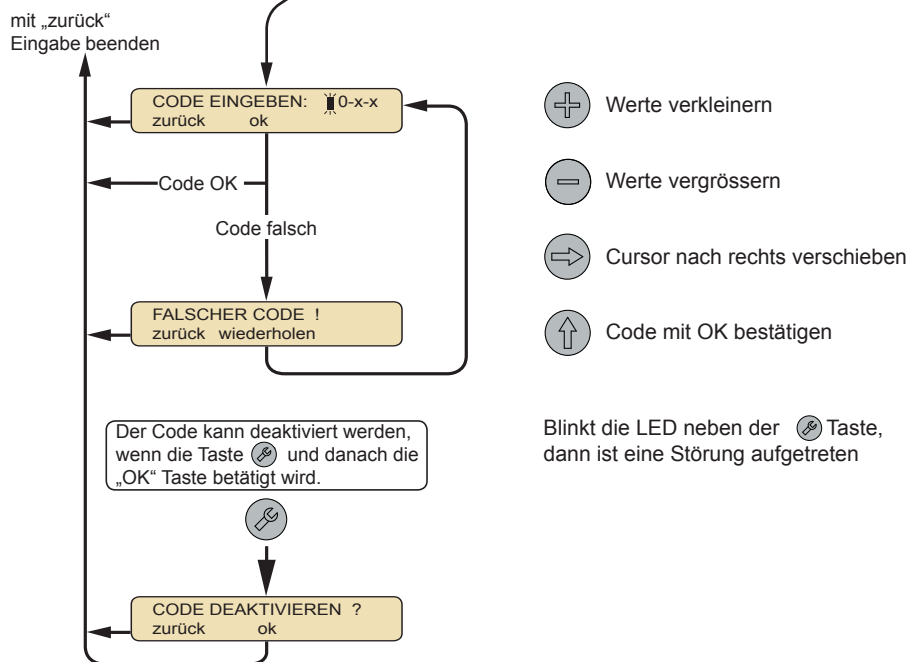 mit „zurück“
Eingabe beenden
CODE EINGEBEN: 0-x-x
zurück ok
Code OK
Code falsch
FALSCHER CODE !
zurück wiederholen
Der Code kann deaktiviert werden,
wenn die Taste und danach die
„OK“ Taste betätigt wird.
CODE DEAKTIVIEREN ?
zurück ok
Werte verkleinern
Werte vergrössern
Cursor nach rechts verschieben
Code mit OK bestätigen
Blinkt die LED neben der Taste,
dann ist eine Störung aufgetreten